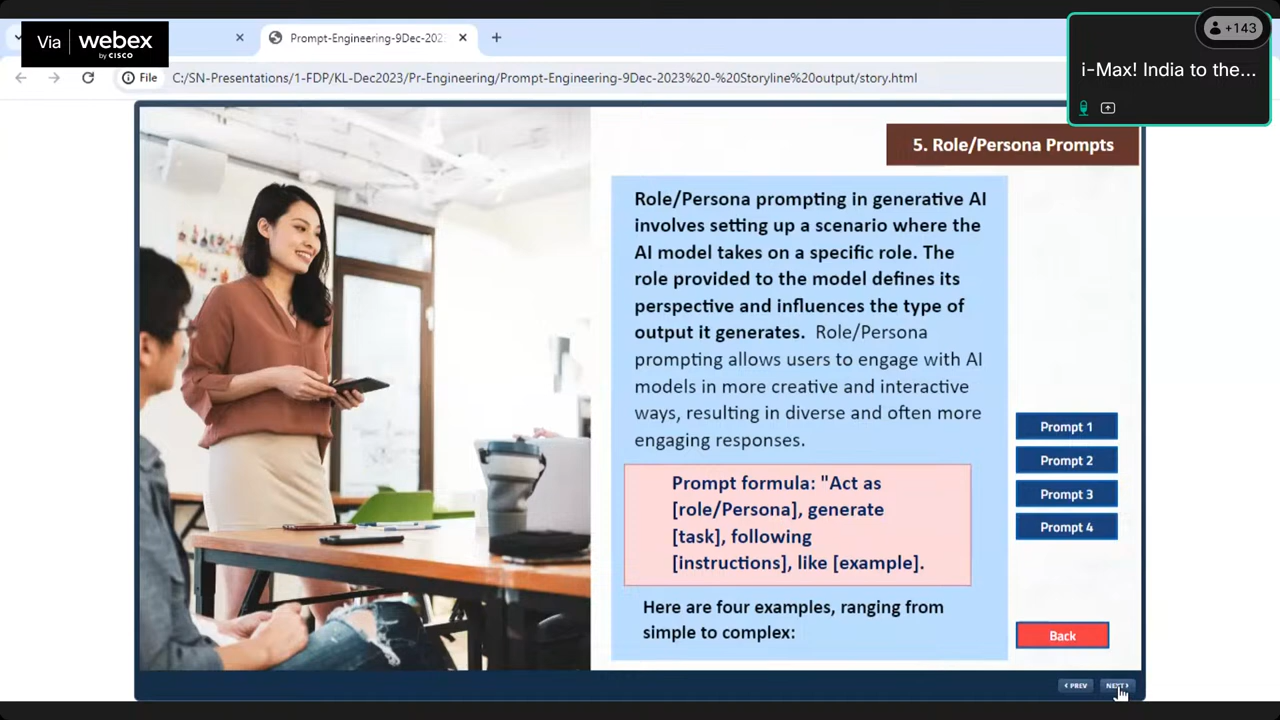 Via webex
by CISCO
Prompt-Engineering-9Dec-202
+143
i-Max! India to the...
File C:/SN-Presentations/1-FDP/KL-Dec2023/Pr-Engineering/Prompt-Engineering-9Dec-2023%20-%20Storyline%20output/story.html
5. Role/Persona Prompts
Role/Persona prompting in generative AI
involves setting up a scenario where the
AI model takes on a specific role. The
role provided to the model defines its
perspective and influences the type of
output it generates. Role/Persona
prompting allows users to engage with AI
models in more creative and interactive
ways, resulting in diverse and often more
engaging responses.
Prompt formula: "Act as
[role/Persona], generate
[task], following
[instructions], like [example].
Here are four examples, ranging from
simple to complex:
Prompt 1
Prompt 2
Prompt 3
Prompt 4
Back
PREV
NEXT